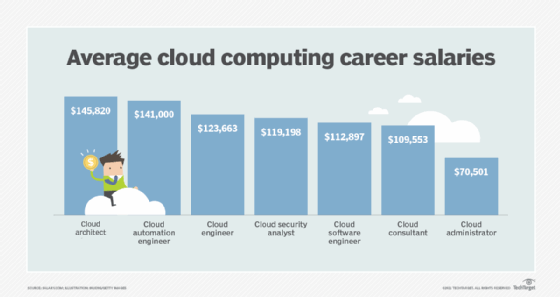 Average cloud computing career salaries
$145,820
$141,000
$123,663
$119,198
$112,897
$109,553
$70,501
Cloud
architect
Cloud
automation
engineer
Cloud
engineer
Cloud security
analyst
Cloud
software
engineer
Cloud
consultant
Cloud
administrator
TechTarget